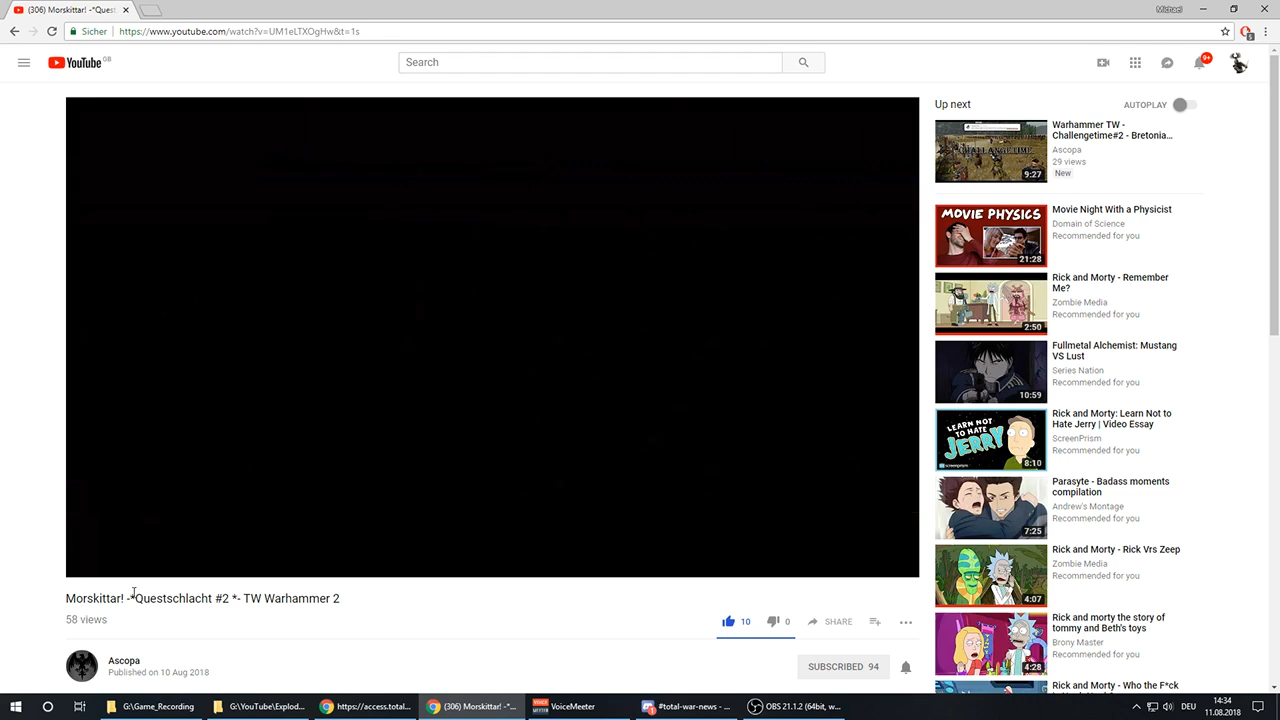 (306) Morskittar! -*Quest
Michael
Sicher
https://www.youtube.com/watch?v=UM1eLTXOgHw&t=1s
5
YouTube GB
Search
9+
Up next
AUTOPLAY
CHALLANGETIME
9:27
Warhammer TW -
Challengetime#2 - Bretonia...
Ascopa
29 views
New
MOVIE PHYSICS
21:28
Movie Night With a Physicist
Domain of Science
Recommended for you
2:50
Rick and Morty - Remember
Me?
Zombie Media
Recommended for you
10:59
Fullmetal Alchemist: Mustang
VS Lust
Series Nation
Recommended for you
LEARN NOT
TO HATE
JERRY
screenprism
8:10
Rick and Morty: Learn Not to
Hate Jerry | Video Essay
ScreenPrism
Recommended for you
7:25
Parasyte - Badass moments
compilation
Andrew's Montage
Recommended for you
4:07
Rick and Morty - Rick Vrs Zeep
Zombie Media
Recommended for you
4:28
Rick and morty the story of
tommy and Beth's toys
Brony Master
Recommended for you
Rick and Morty - Who the F*ck
Morskittar! -*Questschlacht #2 *- TW Warhammer 2
58 views
10
0
SHARE
Ascopa
Published on 10 Aug 2018
SUBSCRIBED 94
G:\Game_Recording
G:\YouTube\Explod...
https://access.total...
(306) Morskittar! -*...
VoiceMeeter
#total-war-news - ...
OBS 21.1.2 (64bit, w...
DEU
14:34
11.08.2018